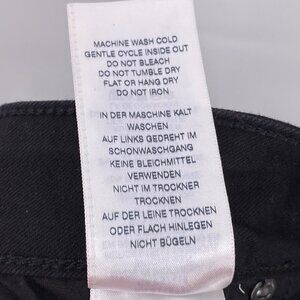 MACHINE WASH COLD
GENTLE CYCLE INSIDE OUT
DO NOT BLEACH
DO NOT TUMBLE DRY
FLAT OR HANG DRY
DO NOT IRON
IN DER MASCHINE KALT
WASCHEN
AUF LINKS GEDREHT IM
SCHONWASCHGANG
KEINE BLEICHMITTEL
VERWENDEN
NICHT IM TROCKNER
TROCKNEN
AUF DER LEINE TROCKNEN
ODER FLACH HINLEGEN
NICHT BÜGELN